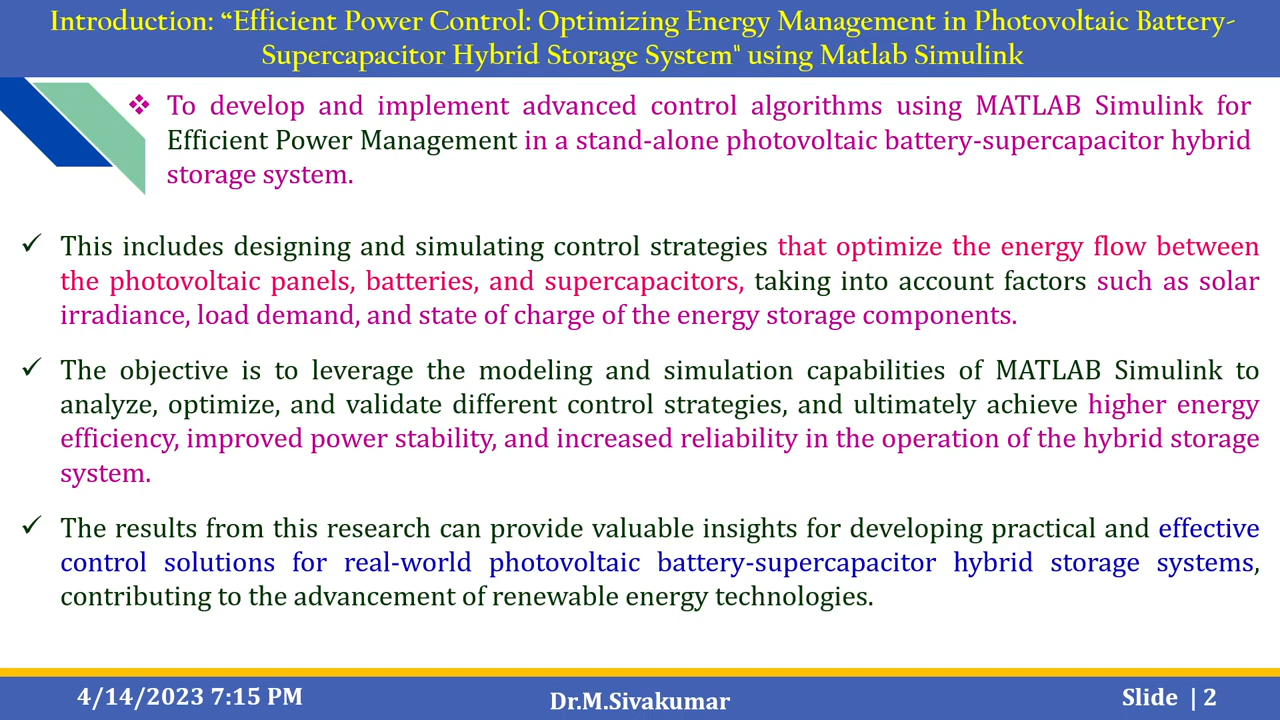 Introduction: “Efficient Power Control: Optimizing Energy Management in Photovoltaic Battery-
Supercapacitor Hybrid Storage System" using Matlab Simulink
❖ To develop and implement advanced control algorithms using MATLAB Simulink for
Efficient Power Management in a stand-alone photovoltaic battery-supercapacitor hybrid
storage system.
✓ This includes designing and simulating control strategies that optimize the energy flow between
the photovoltaic panels, batteries, and supercapacitors, taking into account factors such as solar
irradiance, load demand, and state of charge of the energy storage components.
✓ The objective is to leverage the modeling and simulation capabilities of MATLAB Simulink to
analyze, optimize, and validate different control strategies, and ultimately achieve higher energy
efficiency, improved power stability, and increased reliability in the operation of the hybrid storage
system.
✓ The results from this research can provide valuable insights for developing practical and effective
control solutions for real-world photovoltaic battery-supercapacitor hybrid storage systems,
contributing to the advancement of renewable energy technologies.
4/14/2023 7:15 PM
Dr.M.Sivakumar
Slide | 2